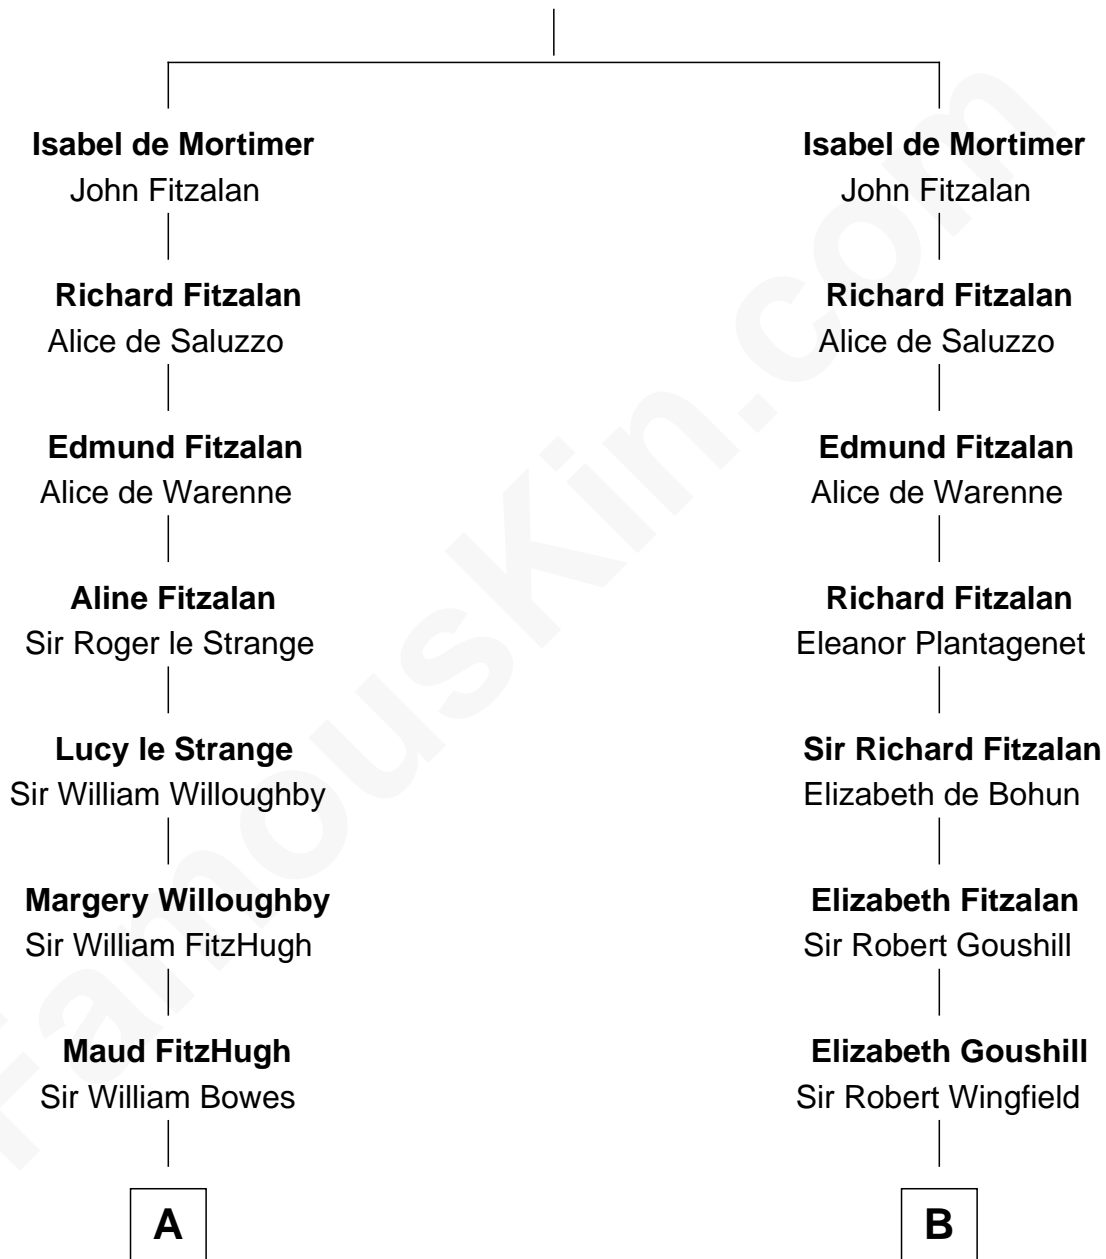 Isabel de Mortimer
John Fitzalan
Richard Fitzalan
Alice de Saluzzo
Edmund Fitzalan
Alice de Warenne
Aline Fitzalan
Sir Roger le Strange
Lucy le Strange
Sir William Willoughby
Margery Willoughby
Sir William FitzHugh
Maud FitzHugh
Sir William Bowes
A
Isabel de Mortimer
John Fitzalan
Richard Fitzalan
Alice de Saluzzo
Edmund Fitzalan
Alice de Warenne
Richard Fitzalan
Eleanor Plantagenet
Sir Richard Fitzalan
Elizabeth de Bohun
Elizabeth Fitzalan
Sir Robert Goushill
Elizabeth Goushill
Sir Robert Wingfield
B
FamousKin.com